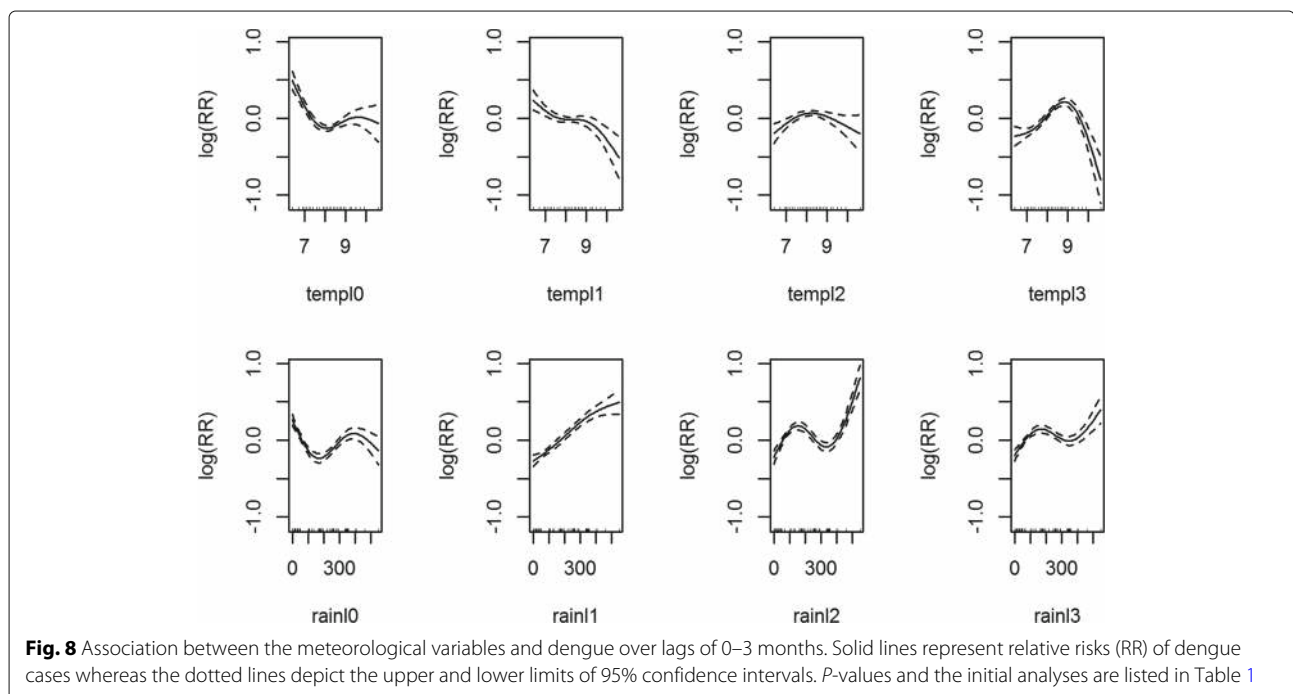 1.0
0.0
-1.0
log(RR)
7 9
templ0
1.0
0.0
-1.0
log(RR)
7 9
templ1
1.0
0.0
-1.0
log(RR)
7 9
templ2
1.0
0.0
-1.0
log(RR)
7 9
templ3
1.0
0.0
-1.0
log(RR)
0 300
rainl0
1.0
0.0
-1.0
log(RR)
0 300
rainl1
1.0
0.0
-1.0
log(RR)
0 300
rainl2
1.0
0.0
-1.0
log(RR)
0 300
rainl3
Fig. 8 Association between the meteorological variables and dengue over lags of 0–3 months. Solid lines represent relative risks (RR) of dengue
cases whereas the dotted lines depict the upper and lower limits of 95% confidence intervals. P-values and the initial analyses are listed in Table 1